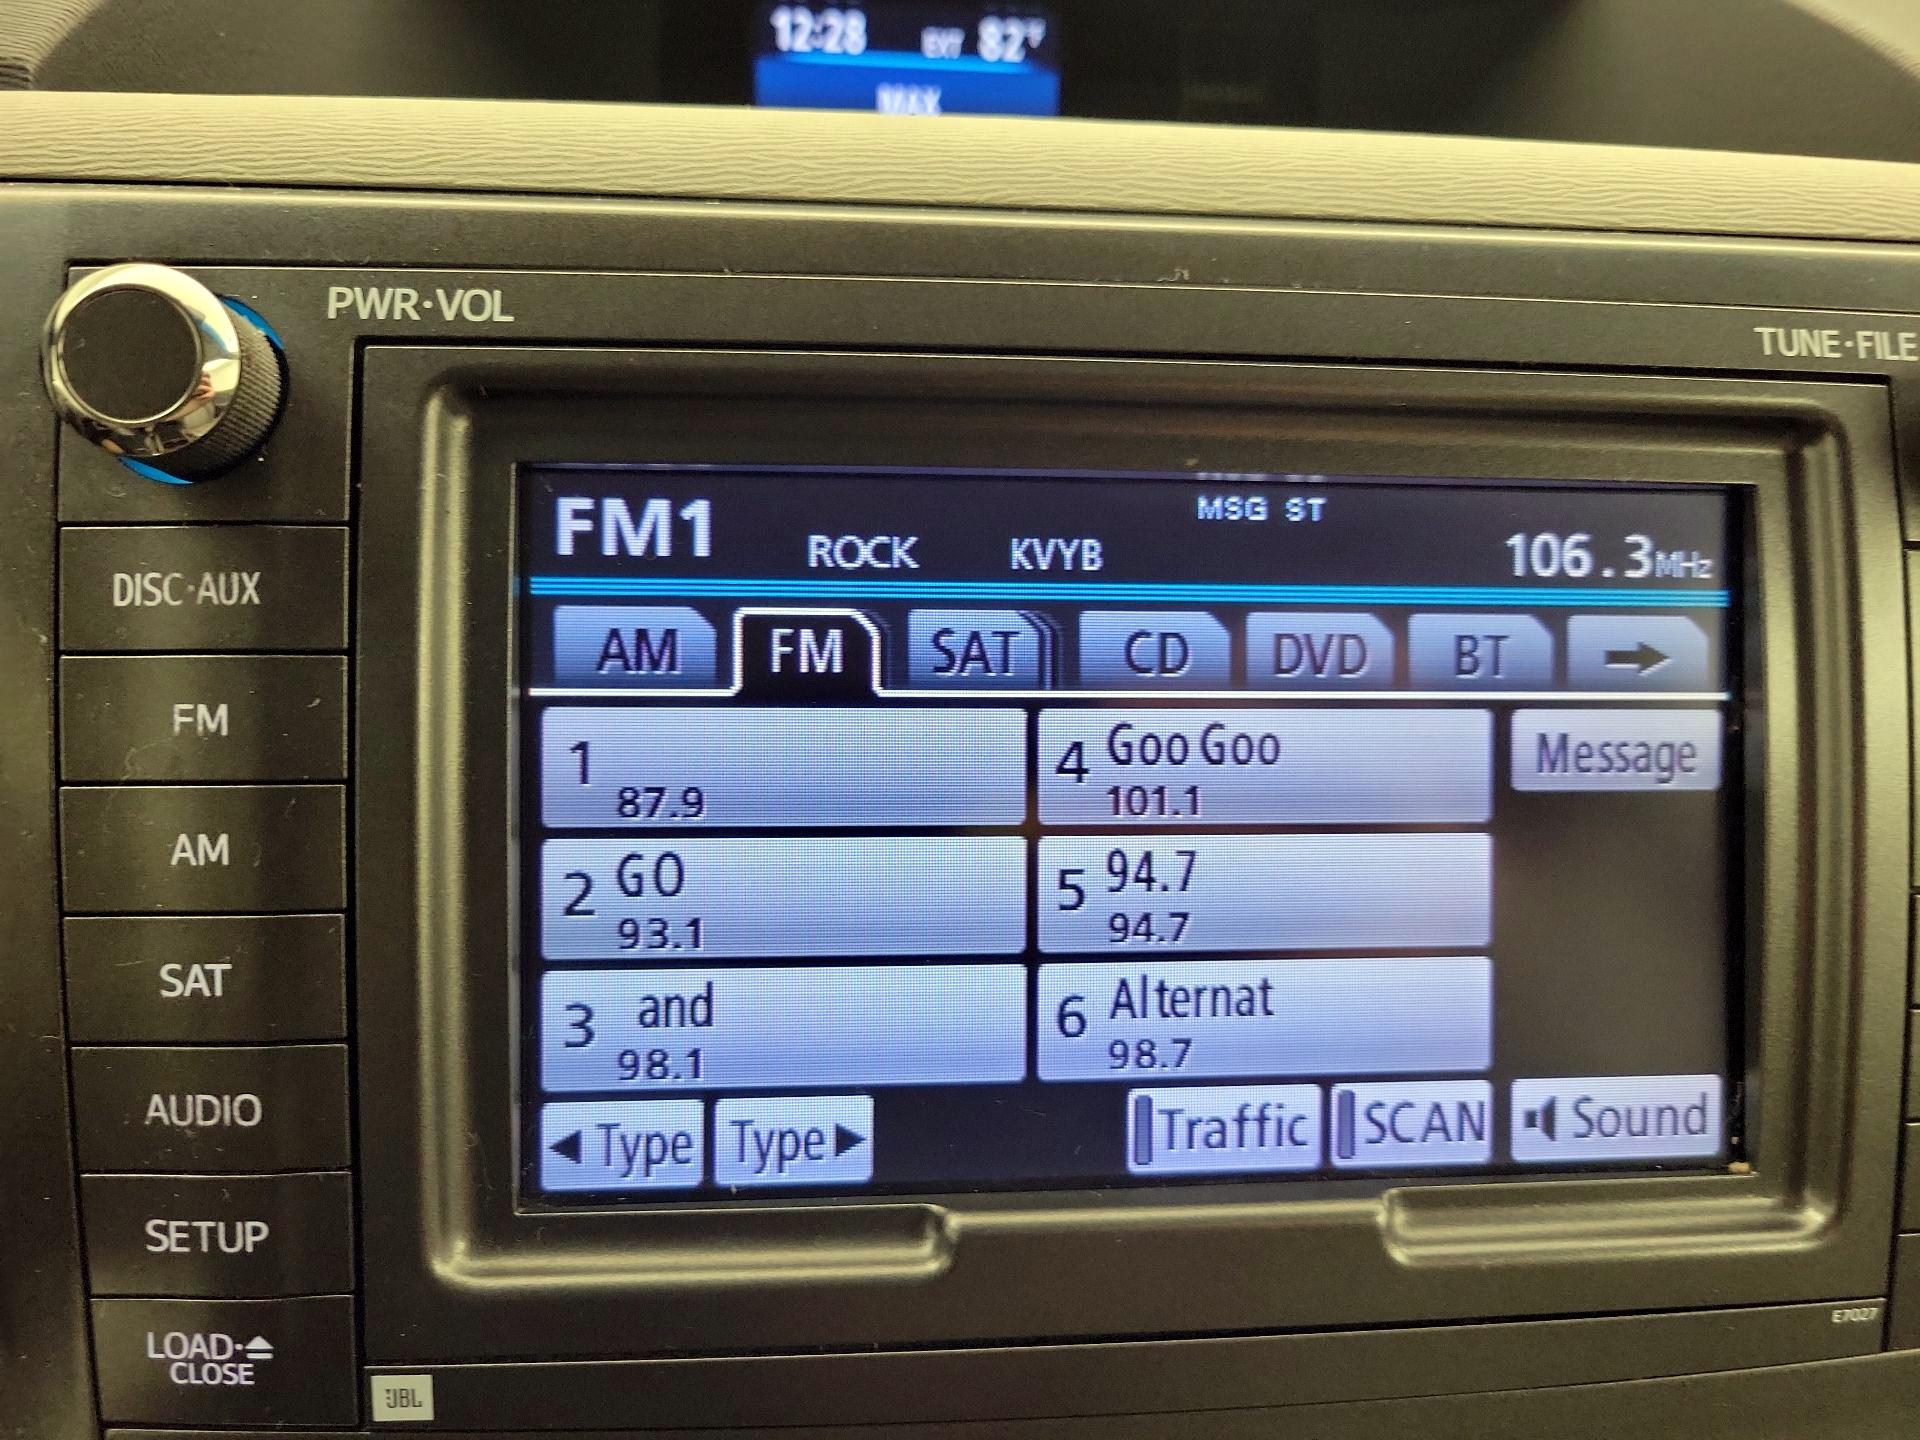 12:28 EXT 82°F
MAX
PWR·VOL
TUNE·FILE
MSG ST
FM1 ROCK KVYB 106.3MHz
AM FM SAT CD DVD BT
DISC·AUX
FM
AM
SAT
AUDIO
SETUP
LOAD·
CLOSE
1
87.9
2 GO
93.1
3 and
98.1
4 Goo Goo
101.1
5 94.7
94.7
6 Alternat
98.7
Message
Type Type Traffic SCAN Sound
E7027
JBL